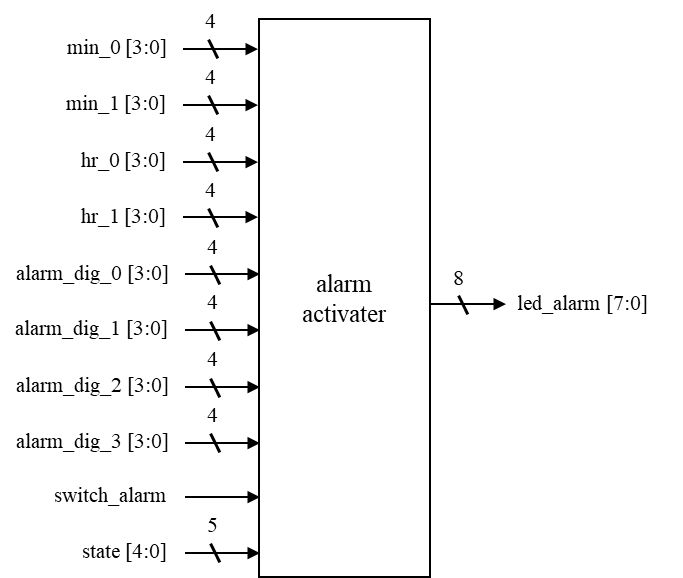 4
min_0 [3:0]
4
min_1 [3:0]
4
hr_0 [3:0]
4
hr_1 [3:0]
4
alarm_dig_0 [3:0]
4
alarm_dig_1 [3:0]
4
alarm_dig_2 [3:0]
4
alarm_dig_3 [3:0]
switch_alarm
5
state [4:0]
alarm
activater
8
led_alarm [7:0]